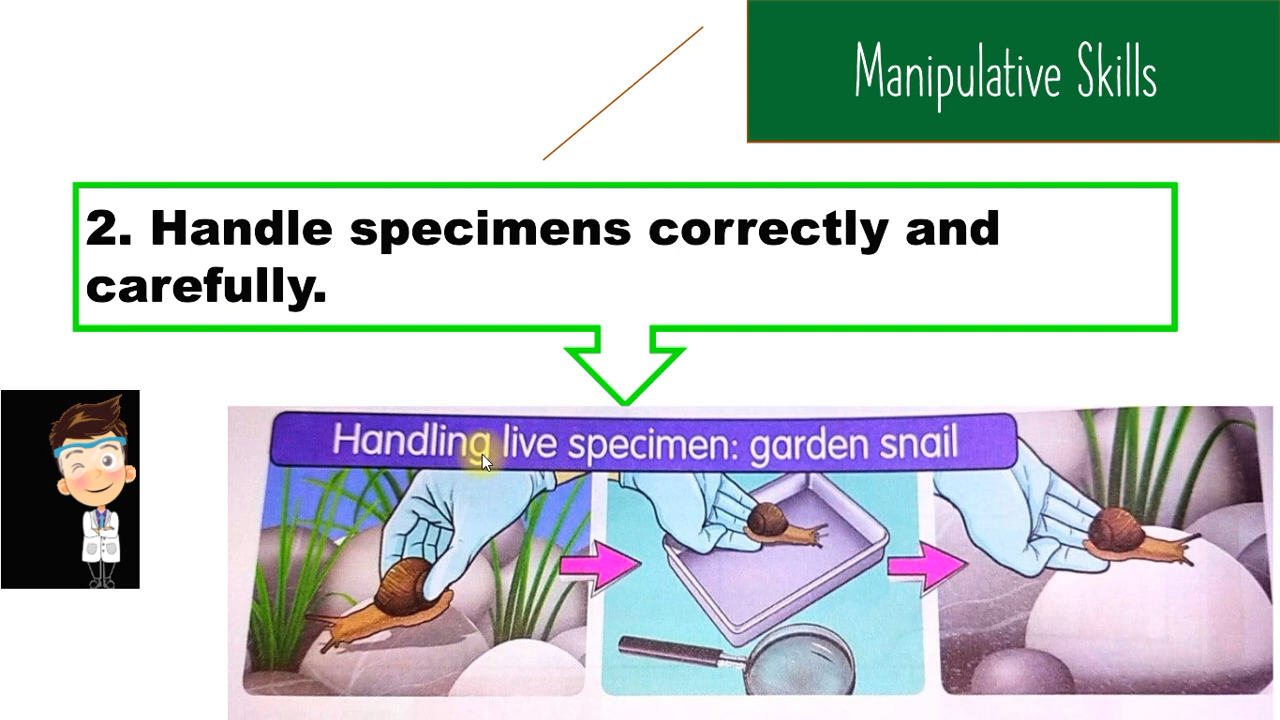 Manipulative Skills
2. Handle specimens correctly and
carefully.
Handling live specimen: garden snail